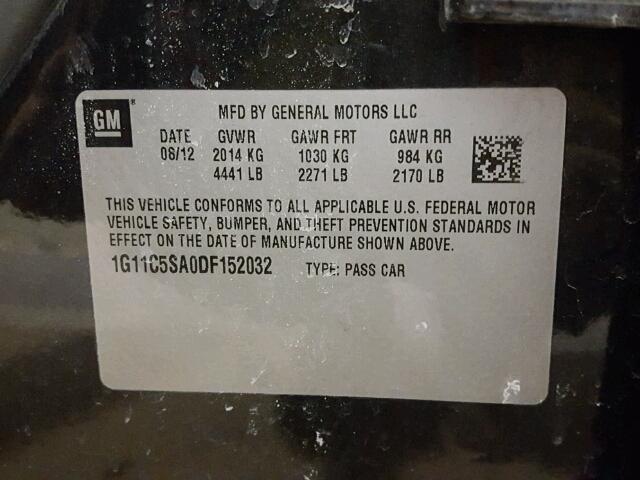 GM®
MFD BY GENERAL MOTORS LLC
DATE GVWR GAWR FRT GAWR RR
06/12 2014 KG 1030 KG 984 KG
4441 LB 2271 LB 2170 LB
THIS VEHICLE CONFORMS TO ALL APPLICABLE U.S. FEDERAL MOTOR
VEHICLE SAFETY, BUMPER, AND THEFT PREVENTION STANDARDS IN
EFFECT ON THE DATE OF MANUFACTURE SHOWN ABOVE.
1G11C5SA0DF152032 TYPE: PASS CAR